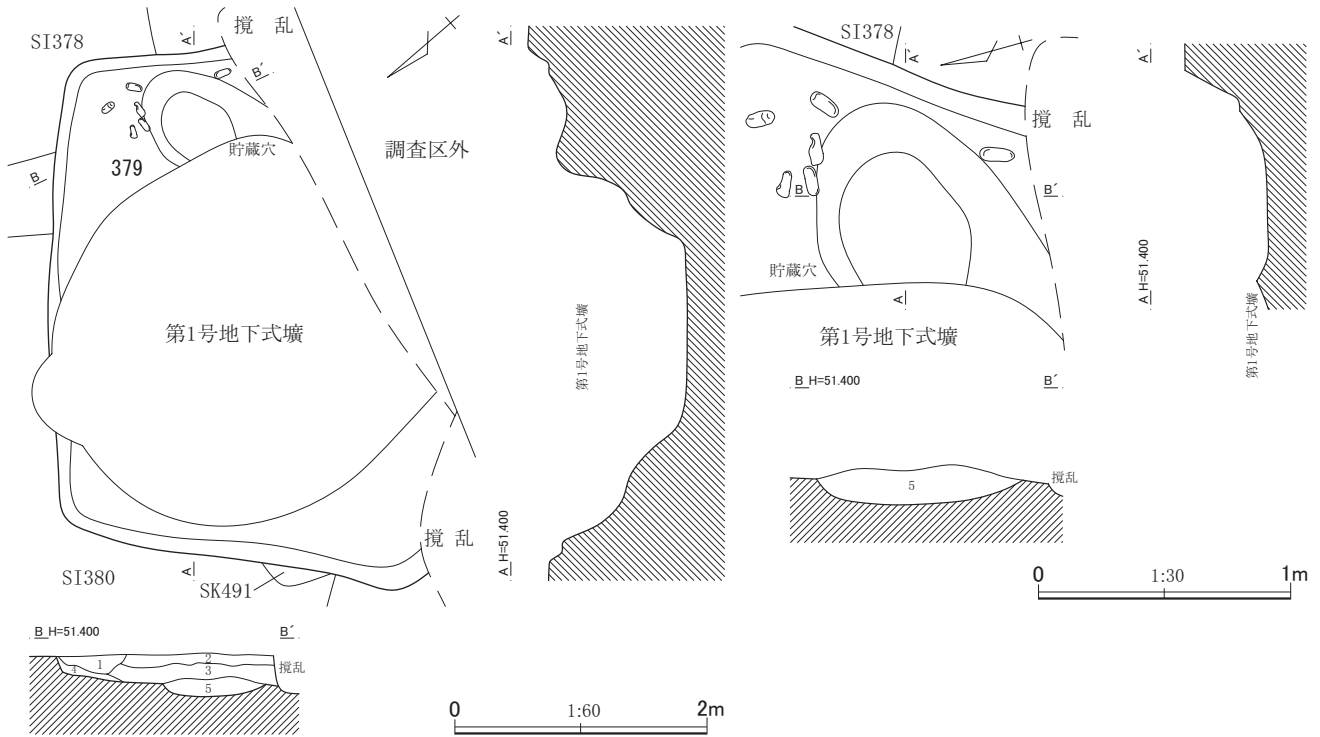 SI378
A´
撹 乱
B´
調査区外
貯蔵穴
379
B
第1号地下式壙
撹 乱
SI380
A
SK491
A´
第1号地下式壙
A H=51.400
B H=51.400
B´
1
2
3
4
5
撹乱
0
1:60
2m
SI378
A´
撹 乱
B
B´
貯蔵穴
A
第1号地下式壙
A´
A H=51.400
第1号地下式壙
B H=51.400
B´
5
撹乱
0
1:30
1m